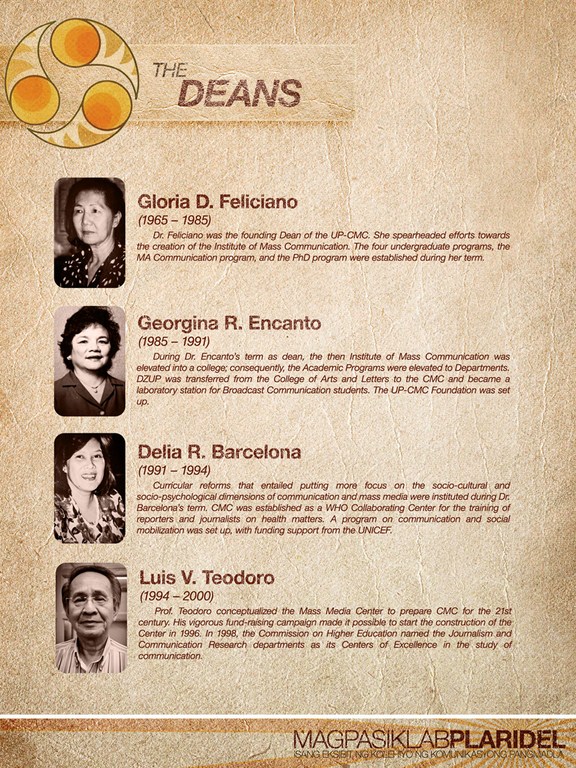 THE
DEANS
Gloria D. Feliciano
(1965 – 1985)
Dr. Feliciano was the founding Dean of the UP-CMC. She spearheaded efforts towards
the creation of the Institute of Mass Communication. The four undergraduate programs, the
MA Communication program, and the PhD program were established during her term.
Georgina R. Encanto
(1985 – 1991)
During Dr. Encanto's term as dean, the then Institute of Mass Communication was
elevated into a college; consequently, the Academic Programs were elevated to Departments.
DZUP was transferred from the College of Arts and Letters to the CMC and became a
laboratory station for Broadcast Communication students. The UP-CMC Foundation was set
up.
Delia R. Barcelona
(1991 – 1994)
Curricular reforms that entailed putting more focus on the socio-cultural and
socio-psychological dimensions of communication and mass media were instituted during Dr.
Barcelona's term. CMC was established as a WHO Collaborating Center for the training of
reporters and journalists on health matters. A program on communication and social
mobilization was set up, with funding support from the UNICEF.
Luis V. Teodoro
(1994 – 2000)
Prof. Teodoro conceptualized the Mass Media Center to prepare CMC for the 21st
century. His vigorous fund-raising campaign made it possible to start the construction of the
Center in 1996. In 1998, the Commission on Higher Education named the Journalism and
Communication Research departments as its Centers of Excellence in the study of
communication.
MAGPASIKLABPLARIDEL
ISANG EKSIBIT NG KOLEHIYO NG KOMUNIKASYONG PANGMADLA